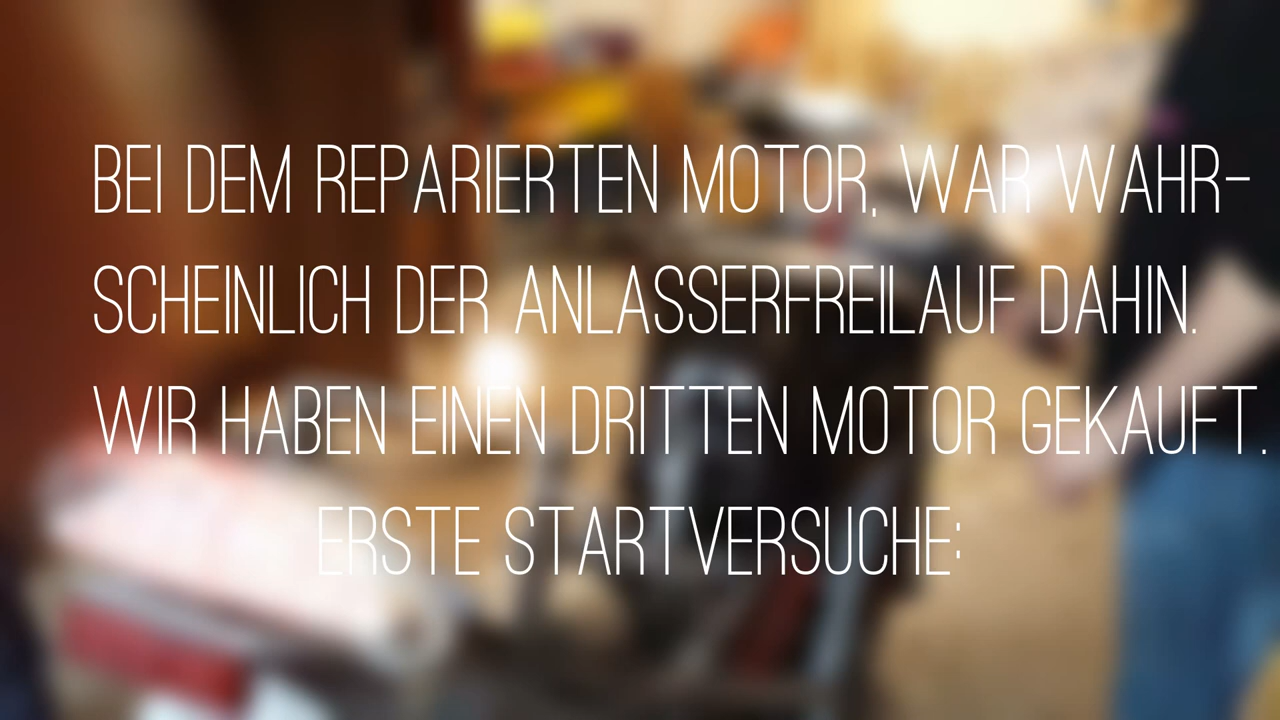 BEI DEM REPARIERTEN MOTOR, WAR WAHR-
SCHEINLICH DER ANLASSERFREILAUF DAHIN.
WIR HABEN EINEN DRITTEN MOTOR GEKAUFT.
ERSTE STARTVERSUCHE: